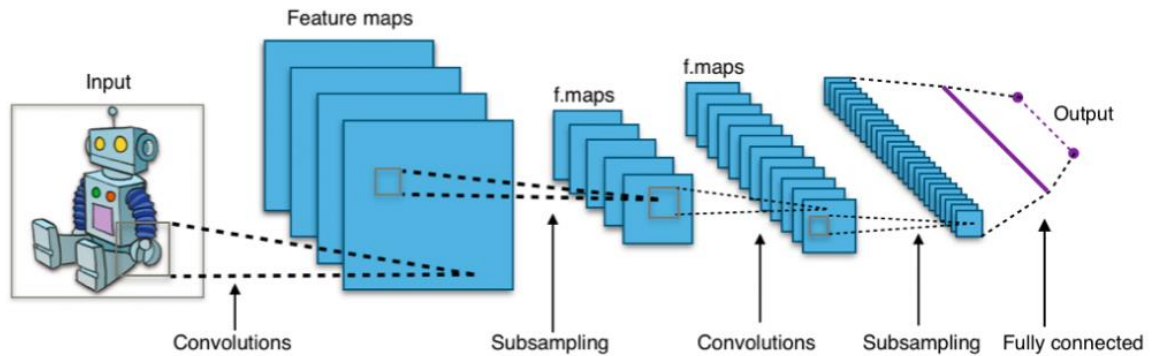 Feature maps
Input
f.maps
f.maps
Output
Convolutions
Subsampling
Convolutions
Subsampling
Fully connected